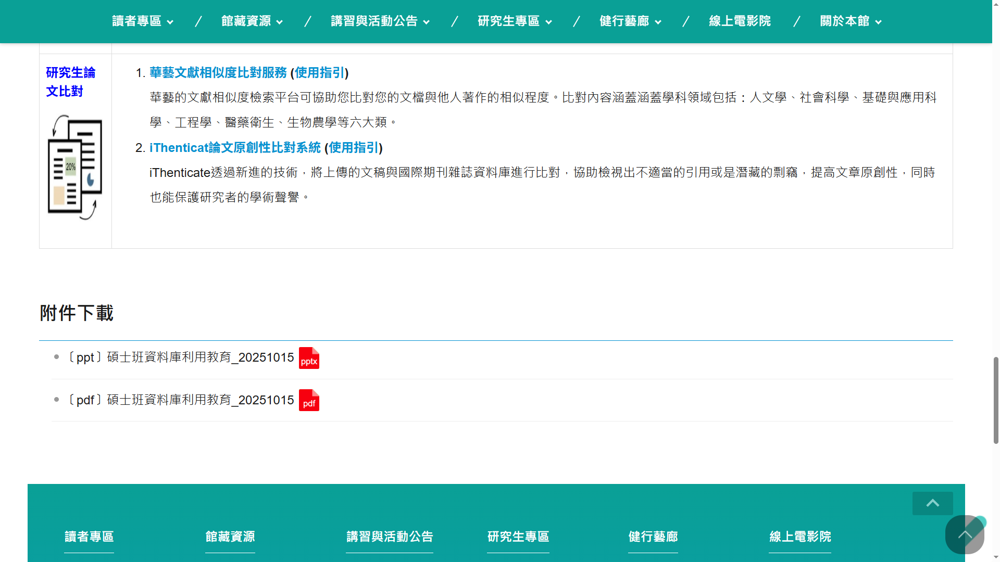 讀者專區 / 館藏資源 / 講習與活動公告 / 研究生專區 / 健行藝廊 / 線上電影院 / 關於本館
研究生論
文比對
20%
1. 華藝文獻相似度比對服務 (使用指引)
華藝的文獻相似度檢索平台可協助您比對您的文檔與他人著作的相似程度。比對內容涵蓋涵蓋學科領域包括：人文學、社會科學、基礎與應用科
學、工程學、醫藥衛生、生物農學等六大類。
2. iThenticat論文原創性比對系統 (使用指引)
iThenticate透過新進的技術，將上傳的文稿與國際期刊雜誌資料庫進行比對，協助檢視出不適當的引用或是潛藏的剽竊，提高文章原創性，同時
也能保護研究者的學術聲譽。
附件下載
〔ppt〕碩士班資料庫利用教育_20251015 pptx
〔pdf〕碩士班資料庫利用教育_20251015 pdf
讀者專區 館藏資源 講習與活動公告 研究生專區 健行藝廊 線上電影院